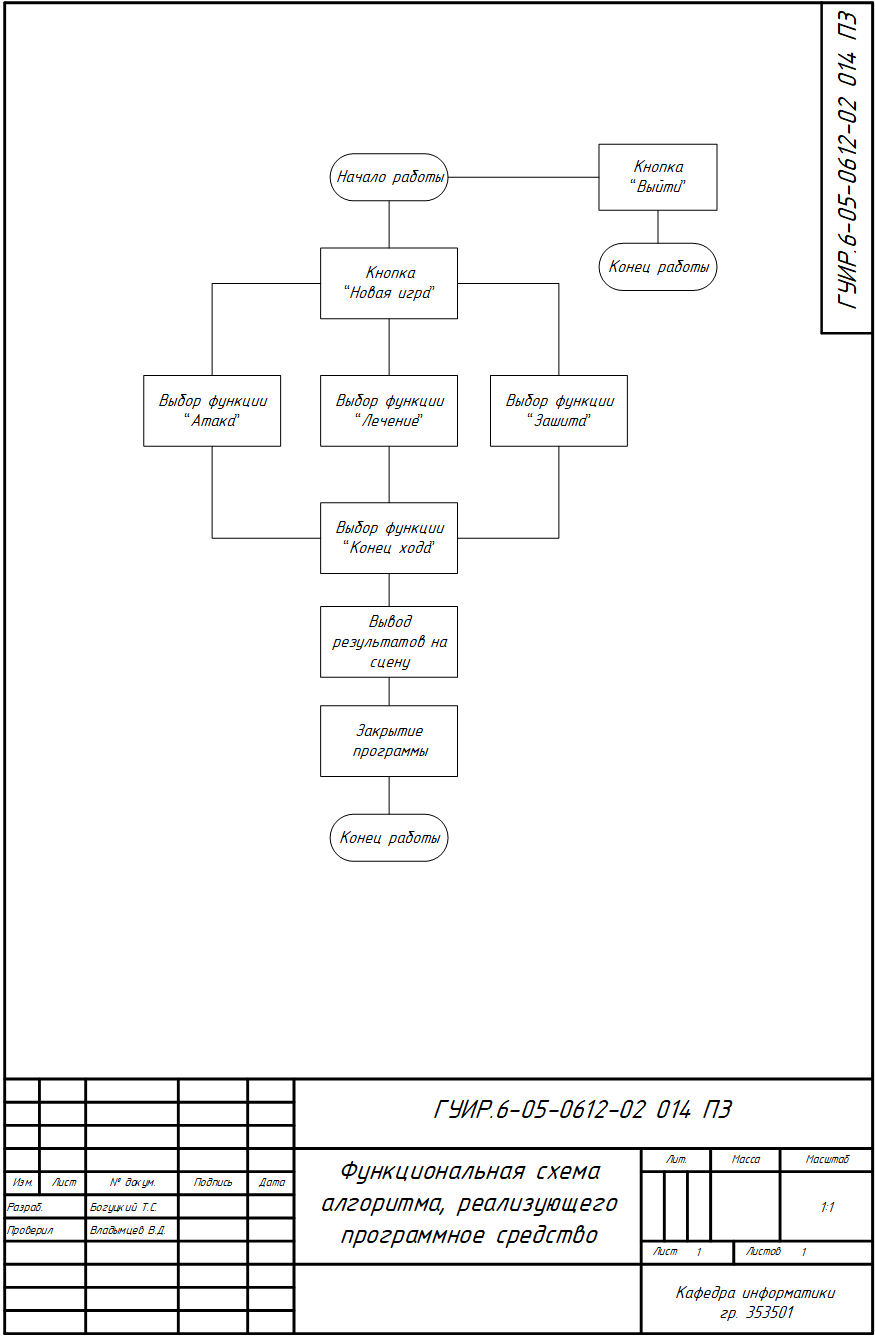 ГУИР.6-05-0612-02 014 ПЗ
Начало работы
Кнопка
“Выйти”
Конец работы
Кнопка
“Новая игра”
Выбор функции
“Атака”
Выбор функции
“Лечение”
Выбор функции
“Зашита”
Выбор функции
“Конец хода”
Вывод
результатов на
сцену
Закрытие
программы
Конец работы
ГУИР.6-05-0612-02 014 ПЗ
Функциональная схема
алгоритма, реализующего
программное средство
Лит. Масса Масштаб
1:1
Лист 1 Листов 1
Изм. Лист № докум. Подпись Дата
Разраб. Богуцкий Т.С.
Проверил Владымцев В.Д.
Кафедра информатики
гр. 353501